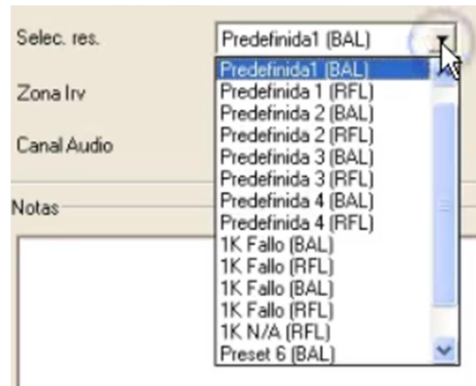 Selec. res.
Predefinida1 (BAL)
Predefinida1 (BAL)
Zona Irv
Predefinida 1 (RFL)
Predefinida 2 (BAL)
Predefinida 2 (RFL)
Canal Audio
Predefinida 3 (BAL)
Predefinida 3 (RFL)
Predefinida 4 (BAL)
Notas
Predefinida 4 (RFL)
1K Fallo (BAL)
1K Fallo (RFL)
1K Fallo (BAL)
1K Fallo (RFL)
1K N/A (RFL)
Preset 6 (BAL)